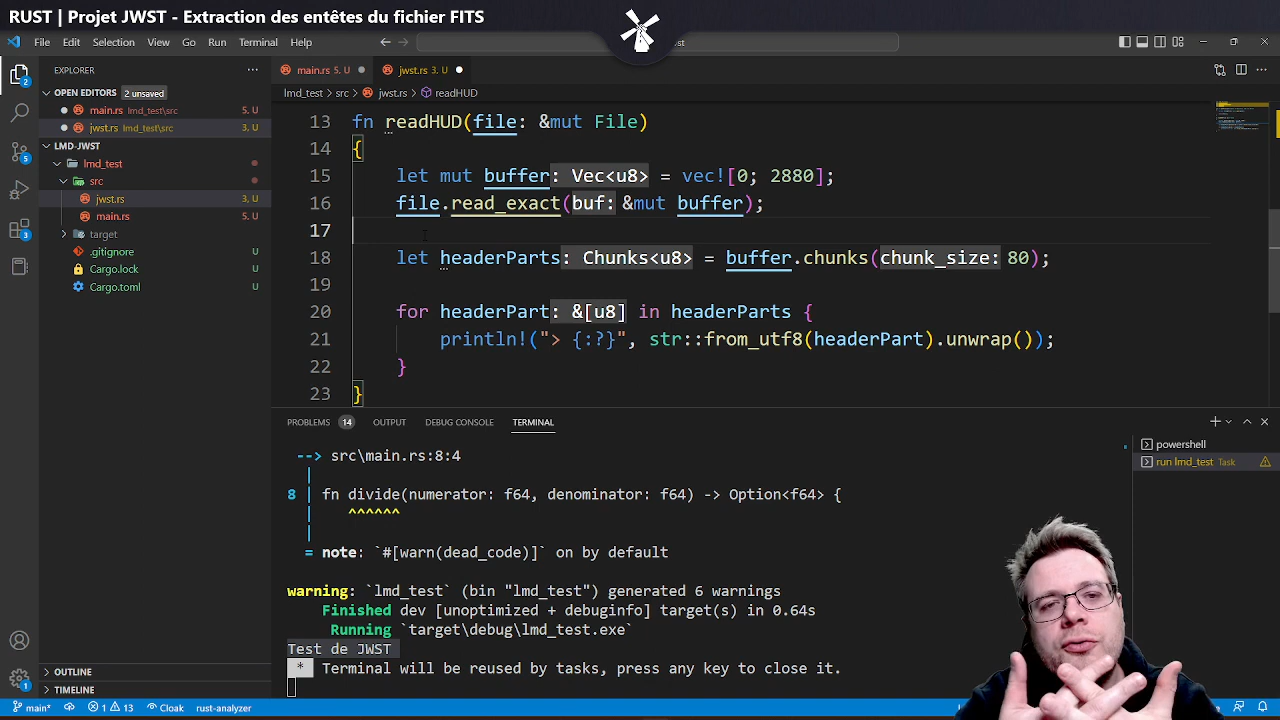 RUST | Projet JWST - Extraction des entêtes du fichier FITS
File Edit Selection View Go Run Terminal Help
st
EXPLORER
main.rs 5, U
jwst.rs 3, U
OPEN EDITORS 2 unsaved
lmd_test > src > jwst.rs > readHUD
main.rs lmd_test\src 5, U
jwst.rs lmd_test\src 3, U
LMD-JWST
lmd_test
src
jwst.rs 3, U
main.rs 5, U
target
.gitignore U
Cargo.lock U
Cargo.toml U
13 fn readHUD(file: &mut File)
14 {
15 let mut buffer: Vec<u8> = vec![0; 2880];
16 file.read_exact(buf: &mut buffer);
17
18 let headerParts: Chunks<u8> = buffer.chunks(chunk_size: 80);
19
20 for headerPart: &[u8] in headerParts {
21 println!("> {:?}", str::from_utf8(headerPart).unwrap());
22 }
23 }
PROBLEMS 14 OUTPUT DEBUG CONSOLE TERMINAL
powershell
run lmd_test Task
--> src\main.rs:8:4
|
8 | fn divide(numerator: f64, denominator: f64) -> Option<f64> {
| ^^^^^^
|
= note: `#[warn(dead_code)]` on by default
warning: `lmd_test` (bin "lmd_test") generated 6 warnings
Finished dev [unoptimized + debuginfo] target(s) in 0.64s
Running `target\debug\lmd_test.exe`
Test de JWST
* Terminal will be reused by tasks, press any key to close it.
OUTLINE
TIMELINE
main* 1 13 Cloak rust-analyzer